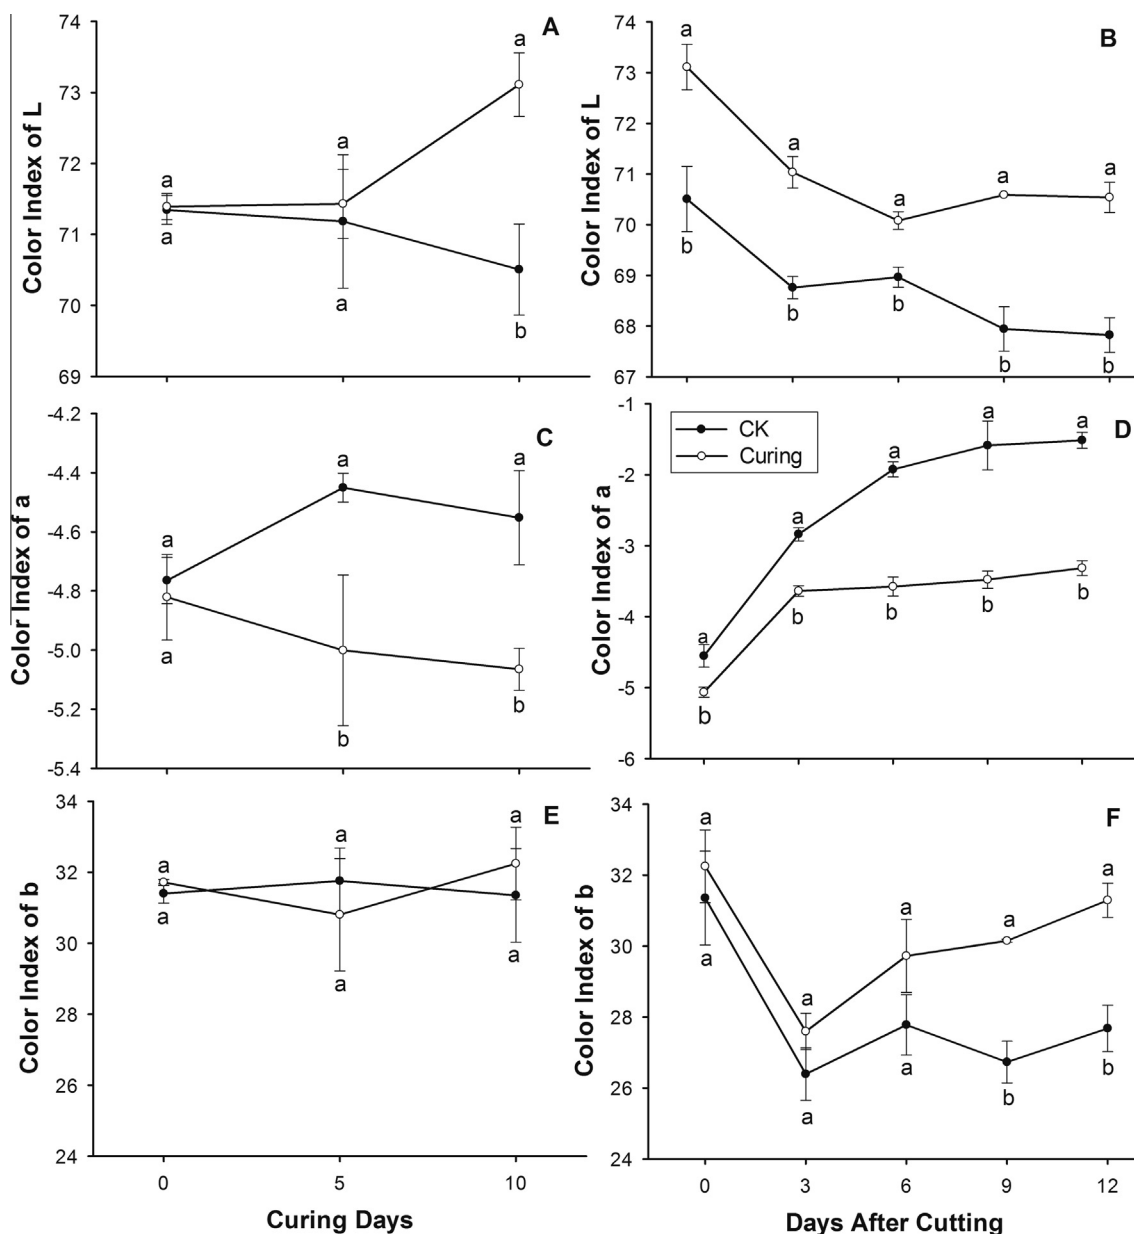 A
Color Index of L
74
73
72
71
70
69
a
a
a
a
a
b
B
Color Index of L
74
73
72
71
70
69
68
67
a
a
a
a
a
b
b
b
b
b
C
Color Index of a
-4.2
-4.4
-4.6
-4.8
-5.0
-5.2
-5.4
a
a
a
a
b
b
D
CK
Curing
Color Index of a
-1
-2
-3
-4
-5
-6
a
a
a
a
a
b
b
b
b
b
E
Color Index of b
34
32
30
28
26
24
a
a
a
a
a
a
0 5 10
Curing Days
F
Color Index of b
34
32
30
28
26
24
a
a
a
a
a
a
a
a
b
b
0 3 6 9 12
Days After Cutting